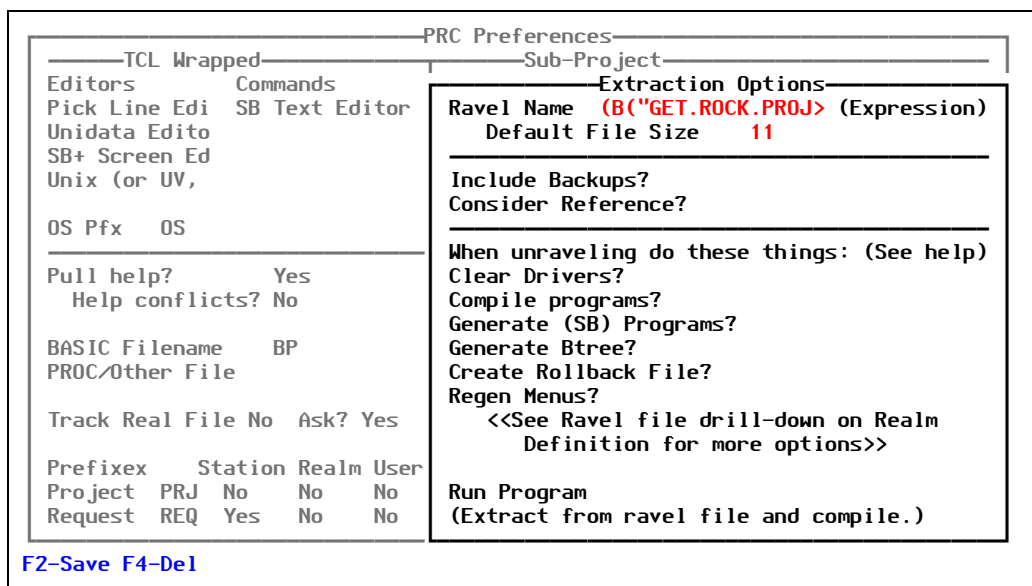 PRC Preferences
TCL Wrapped Sub-Project
Editors Commands
Pick Line Edi SB Text Editor
Unidata Edito
SB+ Screen Ed
Unix (or UV,
OS Pfx OS
Pull help? Yes
Help conflicts? No
BASIC Filename BP
PROC/Other File
Track Real File No Ask? Yes
Prefixex Station Realm User
Project PRJ No No No
Request REQ Yes No No
Extraction Options
Ravel Name (B("GET.ROCK.PROJ> (Expression)
Default File Size 11
Include Backups?
Consider Reference?
When unraveling do these things: (See help)
Clear Drivers?
Compile programs?
Generate (SB) Programs?
Generate Btree?
Create Rollback File?
Regen Menus?
<<See Ravel file drill-down on Realm
Definition for more options>>
Run Program
(Extract from ravel file and compile.)
F2-Save F4-Del